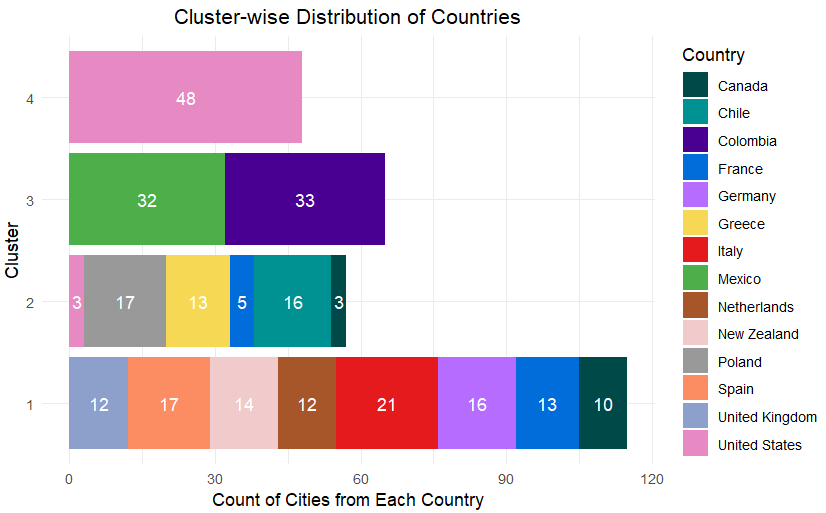 Cluster-wise Distribution of Countries
Country
Canada
Chile
Colombia
France
Germany
Greece
Italy
Mexico
Netherlands
New Zealand
Poland
Spain
United Kingdom
United States
Cluster
4
48
3
32 33
2
3 17 13 5 16 3
1
12 17 14 12 21 16 13 10
0 30 60 90 120
Count of Cities from Each Country